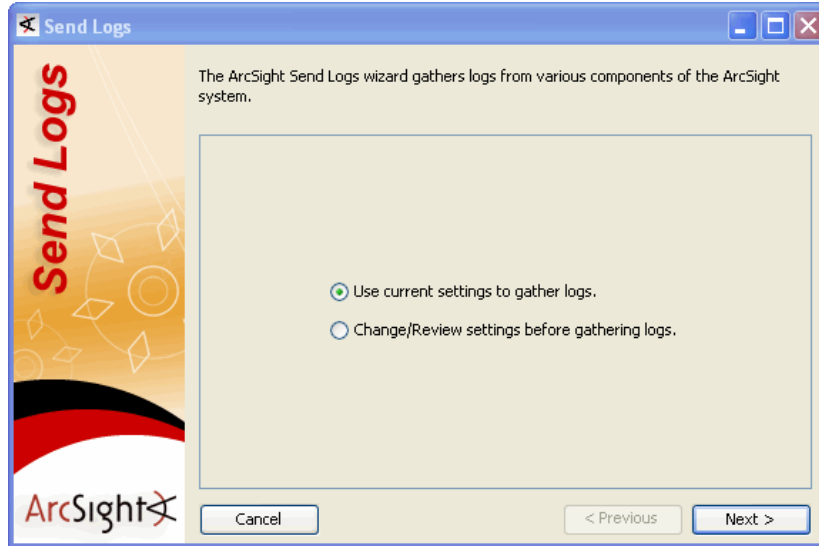 Send Logs
Send Logs
The ArcSight Send Logs wizard gathers logs from various components of the ArcSight
system.
Use current settings to gather logs.
Change/Review settings before gathering logs.
ArcSight
Cancel
< Previous
Next >